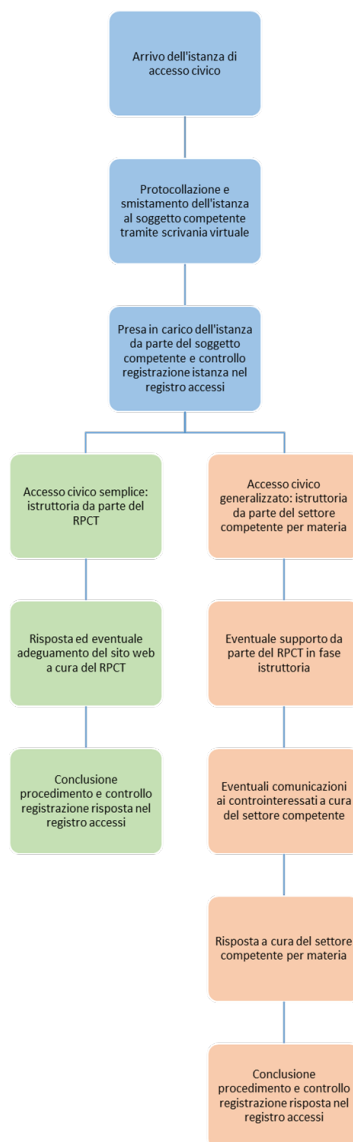 Arrivo dell'istanza di
accesso civico
Protocollazione e
smistamento dell'istanza
al soggetto competente
tramite scrivania virtuale
Presa in carico dell'istanza
da parte del soggetto
competente e controllo
registrazione istanza nel
registro accessi
Accesso civico semplice:
istruttoria da parte del
RPCT
Risposta ed eventuale
adeguamento del sito web
a cura del RPCT
Conclusione
procedimento e controllo
registrazione risposta nel
registro accessi
Accesso civico
generalizzato: istruttoria
da parte del settore
competente per materia
Eventuale supporto da
parte del RPCT in fase
istruttoria
Eventuali comunicazioni
ai controinteressati a cura
del settore competente
Risposta a cura del settore
competente per materia
Conclusione
procedimento e controllo
registrazione risposta nel
registro accessi